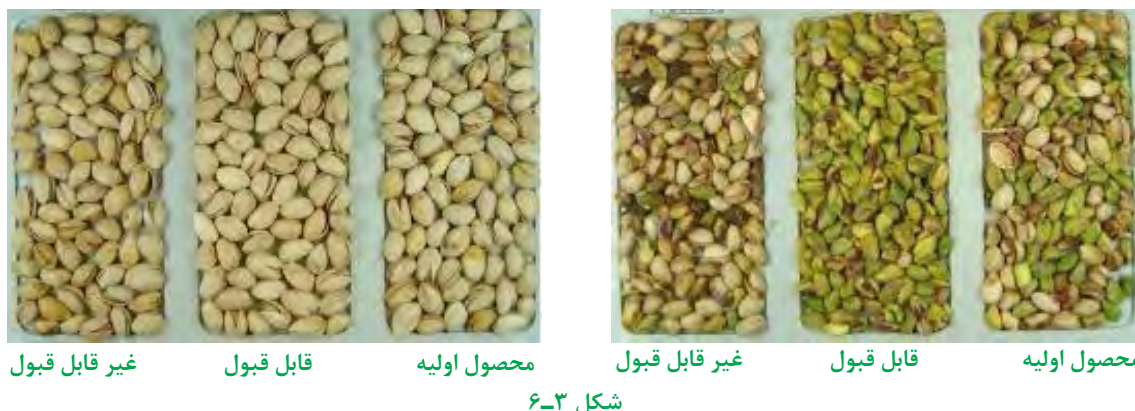 محصول اولیه قابل قبول غیر قابل قبول محصول اولیه قابل قبول غیر قابل قبول
شکل ۳ـ۶